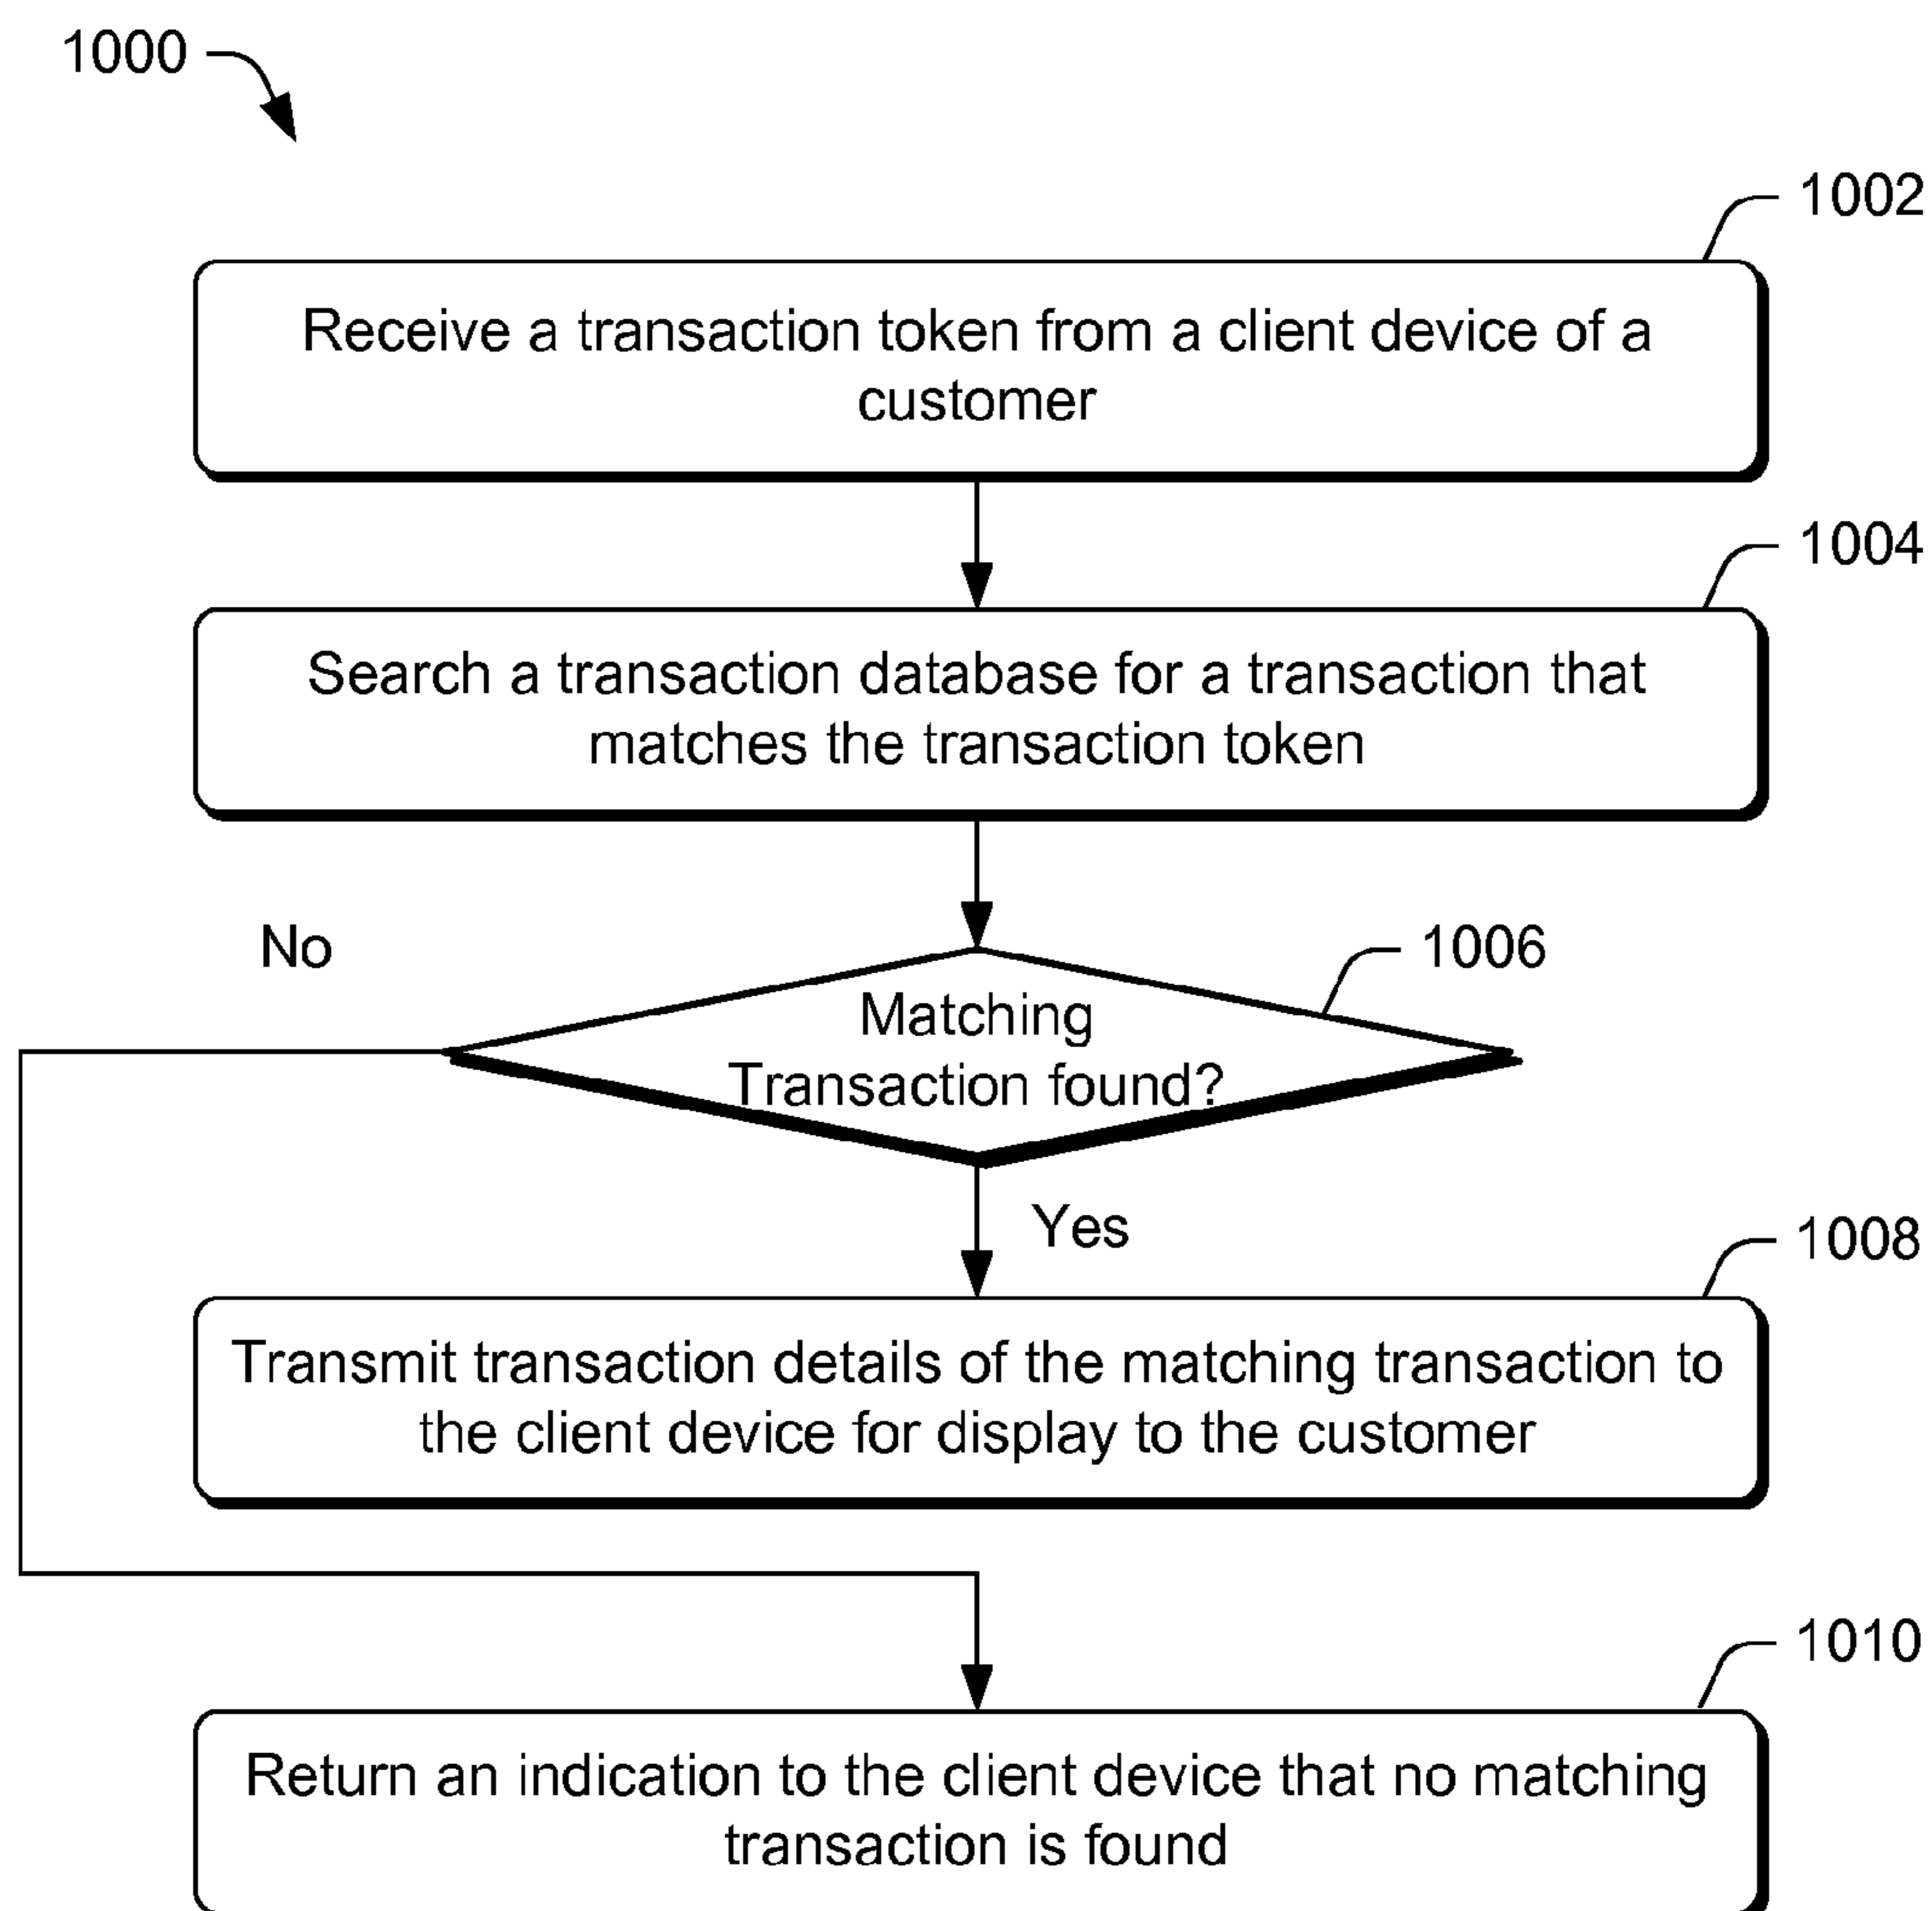 1000
1002
Receive a transaction token from a client device of a
customer
1004
Search a transaction database for a transaction that
matches the transaction token
No
1006
Matching
Transaction found?
Yes
1008
Transmit transaction details of the matching transaction to
the client device for display to the customer
1010
Return an indication to the client device that no matching
transaction is found